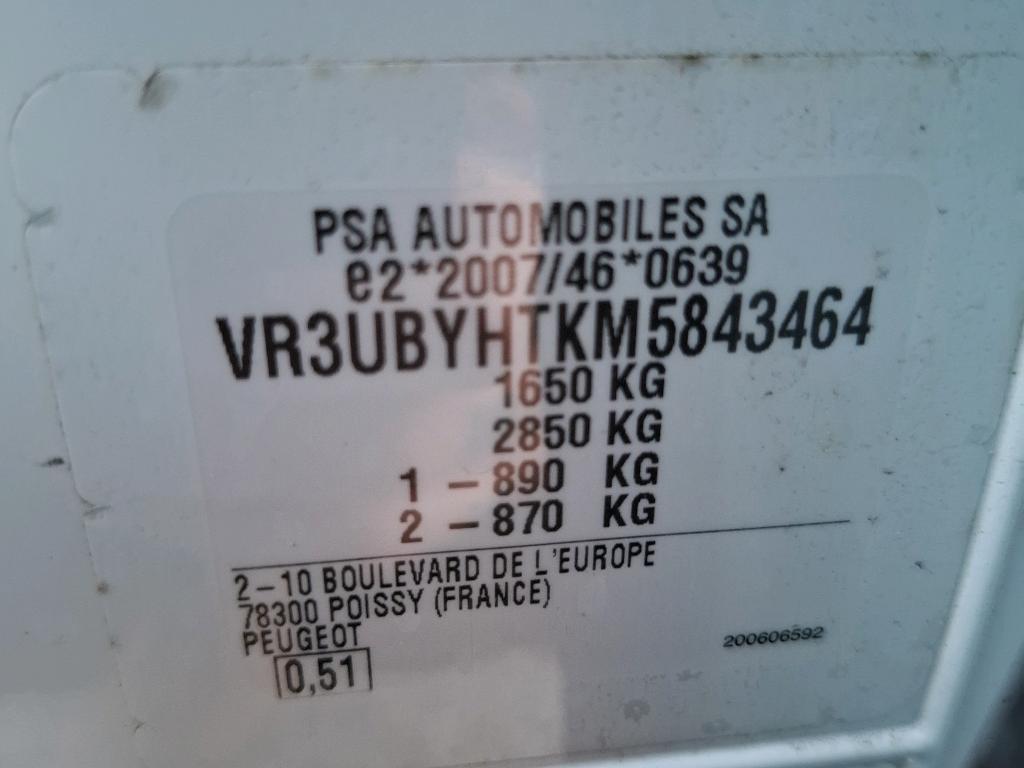 PSA AUTOMOBILES SA
e2*2007/46*0639
VR3UBYHTKM5843464
1650 KG
2850 KG
1 - 890 KG
2 - 870 KG
2-10 BOULEVARD DE L'EUROPE
78300 POISSY (FRANCE)
PEUGEOT
200606592
0,51